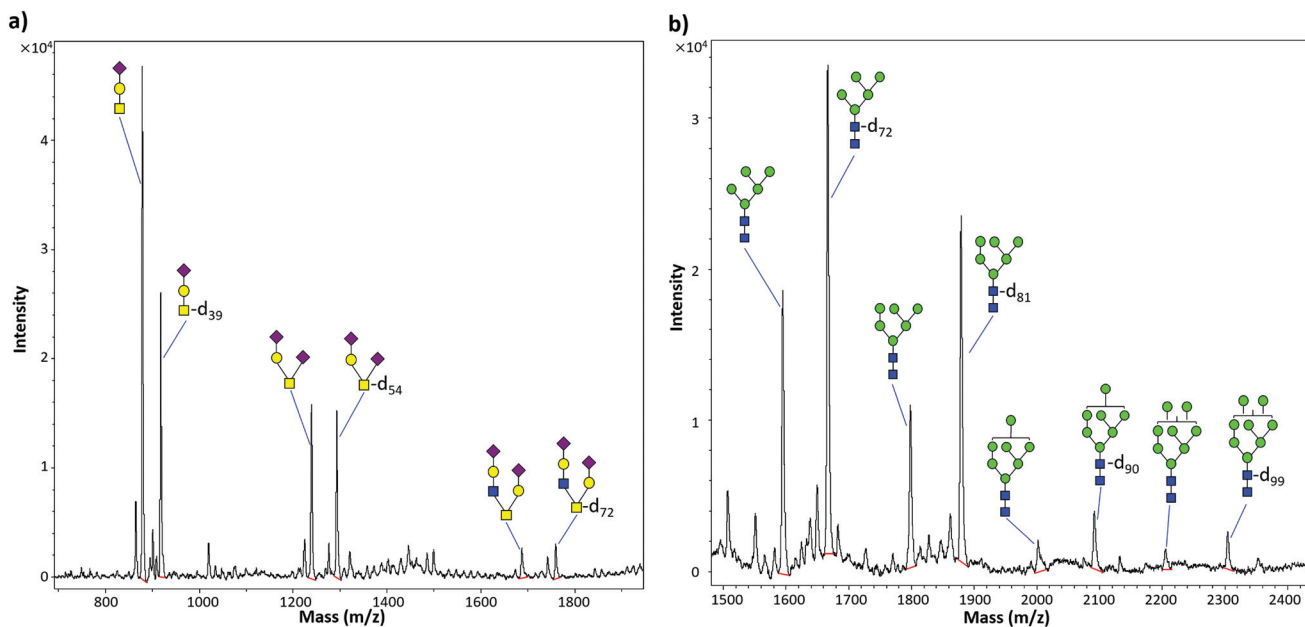 a)
×10⁴
4
3
2
1
0
Intensity
800
1000
1200
1400
1600
1800
Mass (m/z)
-d₃₉
-d₅₄
-d₇₂
b)
×10⁴
3
2
1
0
Intensity
1500
1600
1700
1800
1900
2000
2100
2200
2300
2400
Mass (m/z)
-d₇₂
-d₈₁
-d₉₀
-d₉₉